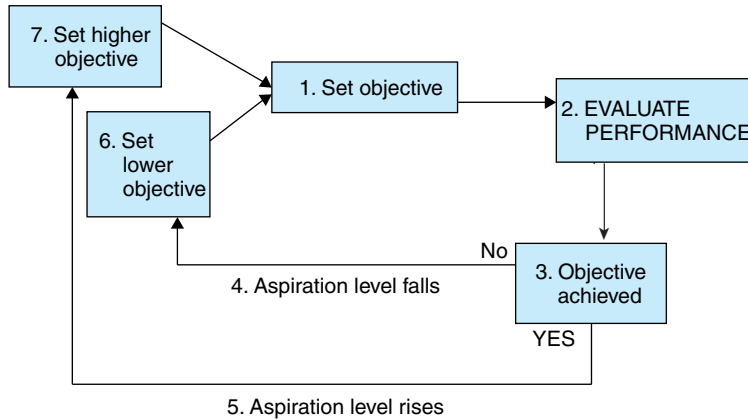 7. Set higher
objective
1. Set objective
2. EVALUATE
PERFORMANCE
6. Set
lower
objective
No
3. Objective
achieved
4. Aspiration level falls
YES
5. Aspiration level rises